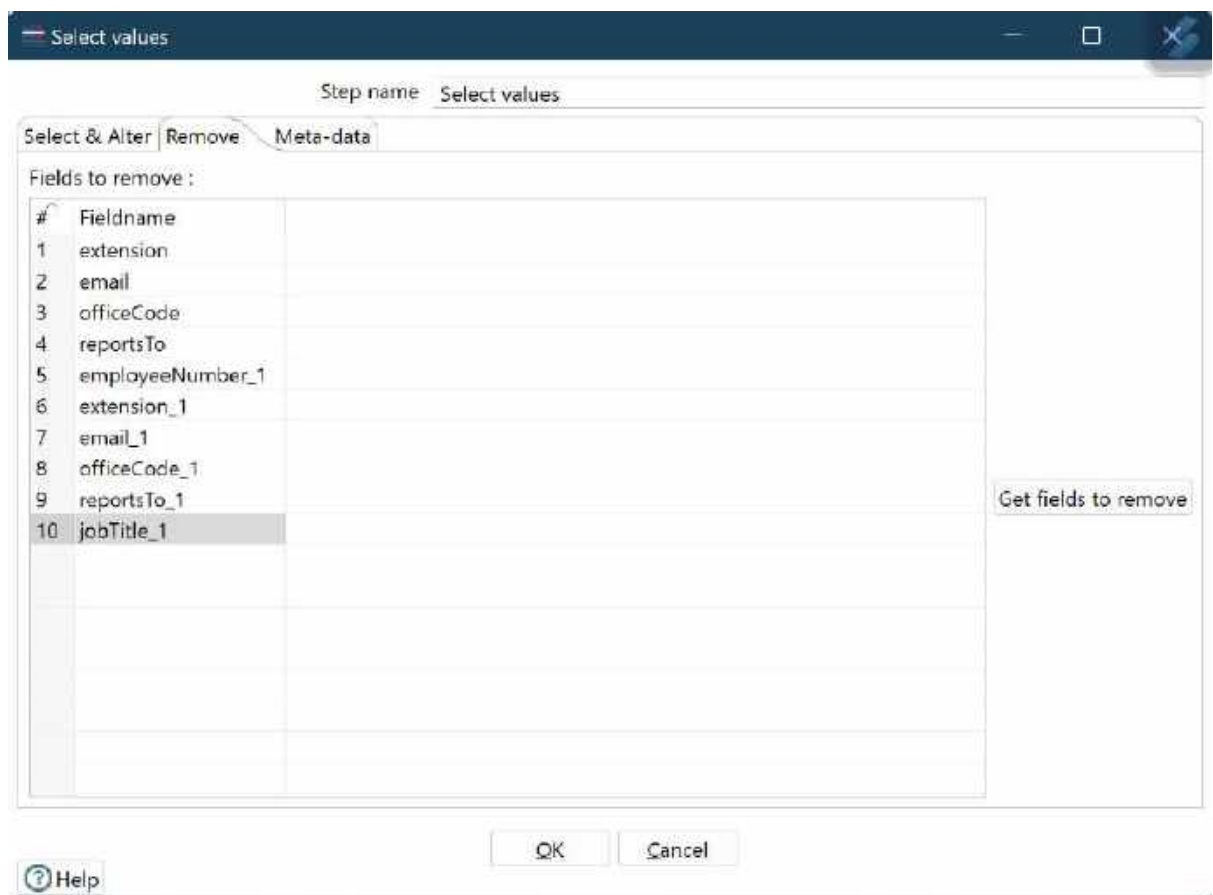 Select values
Step name Select values
Select & Alter Remove Meta-data
Fields to remove :
# Fieldname
1 extension
2 email
3 officeCode
4 reportsTo
5 employeeNumber_1
6 extension_1
7 email_1
8 officeCode_1
9 reportsTo_1
Get fields to remove
10 jobTitle_1
OK Cancel
Help